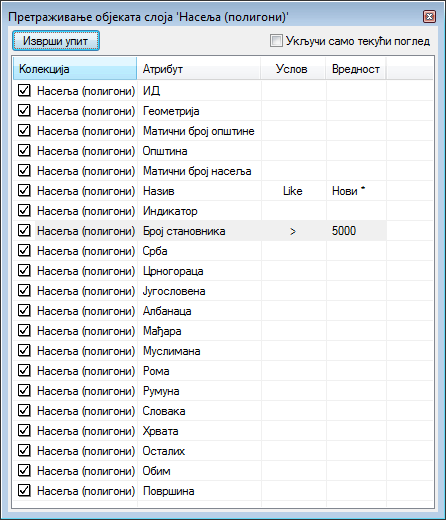 Претраживање објеката слоја 'Насеља (полигони)'
Изврши упит Укључи само текући поглед
Колекција Атрибут Услов Вредност
Насеља (полигони) ИД
Насеља (полигони) Геометрија
Насеља (полигони) Матични број општине
Насеља (полигони) Општина
Насеља (полигони) Матични број насеља
Насеља (полигони) Назив Like Нови *
Насеља (полигони) Индикатор
Насеља (полигони) Број становника > 5000
Насеља (полигони) Срба
Насеља (полигони) Црногораца
Насеља (полигони) Југословена
Насеља (полигони) Албанаца
Насеља (полигони) Мађара
Насеља (полигони) Муслимана
Насеља (полигони) Рома
Насеља (полигони) Румуна
Насеља (полигони) Словака
Насеља (полигони) Хрвата
Насеља (полигони) Осталих
Насеља (полигони) Обим
Насеља (полигони) Површина